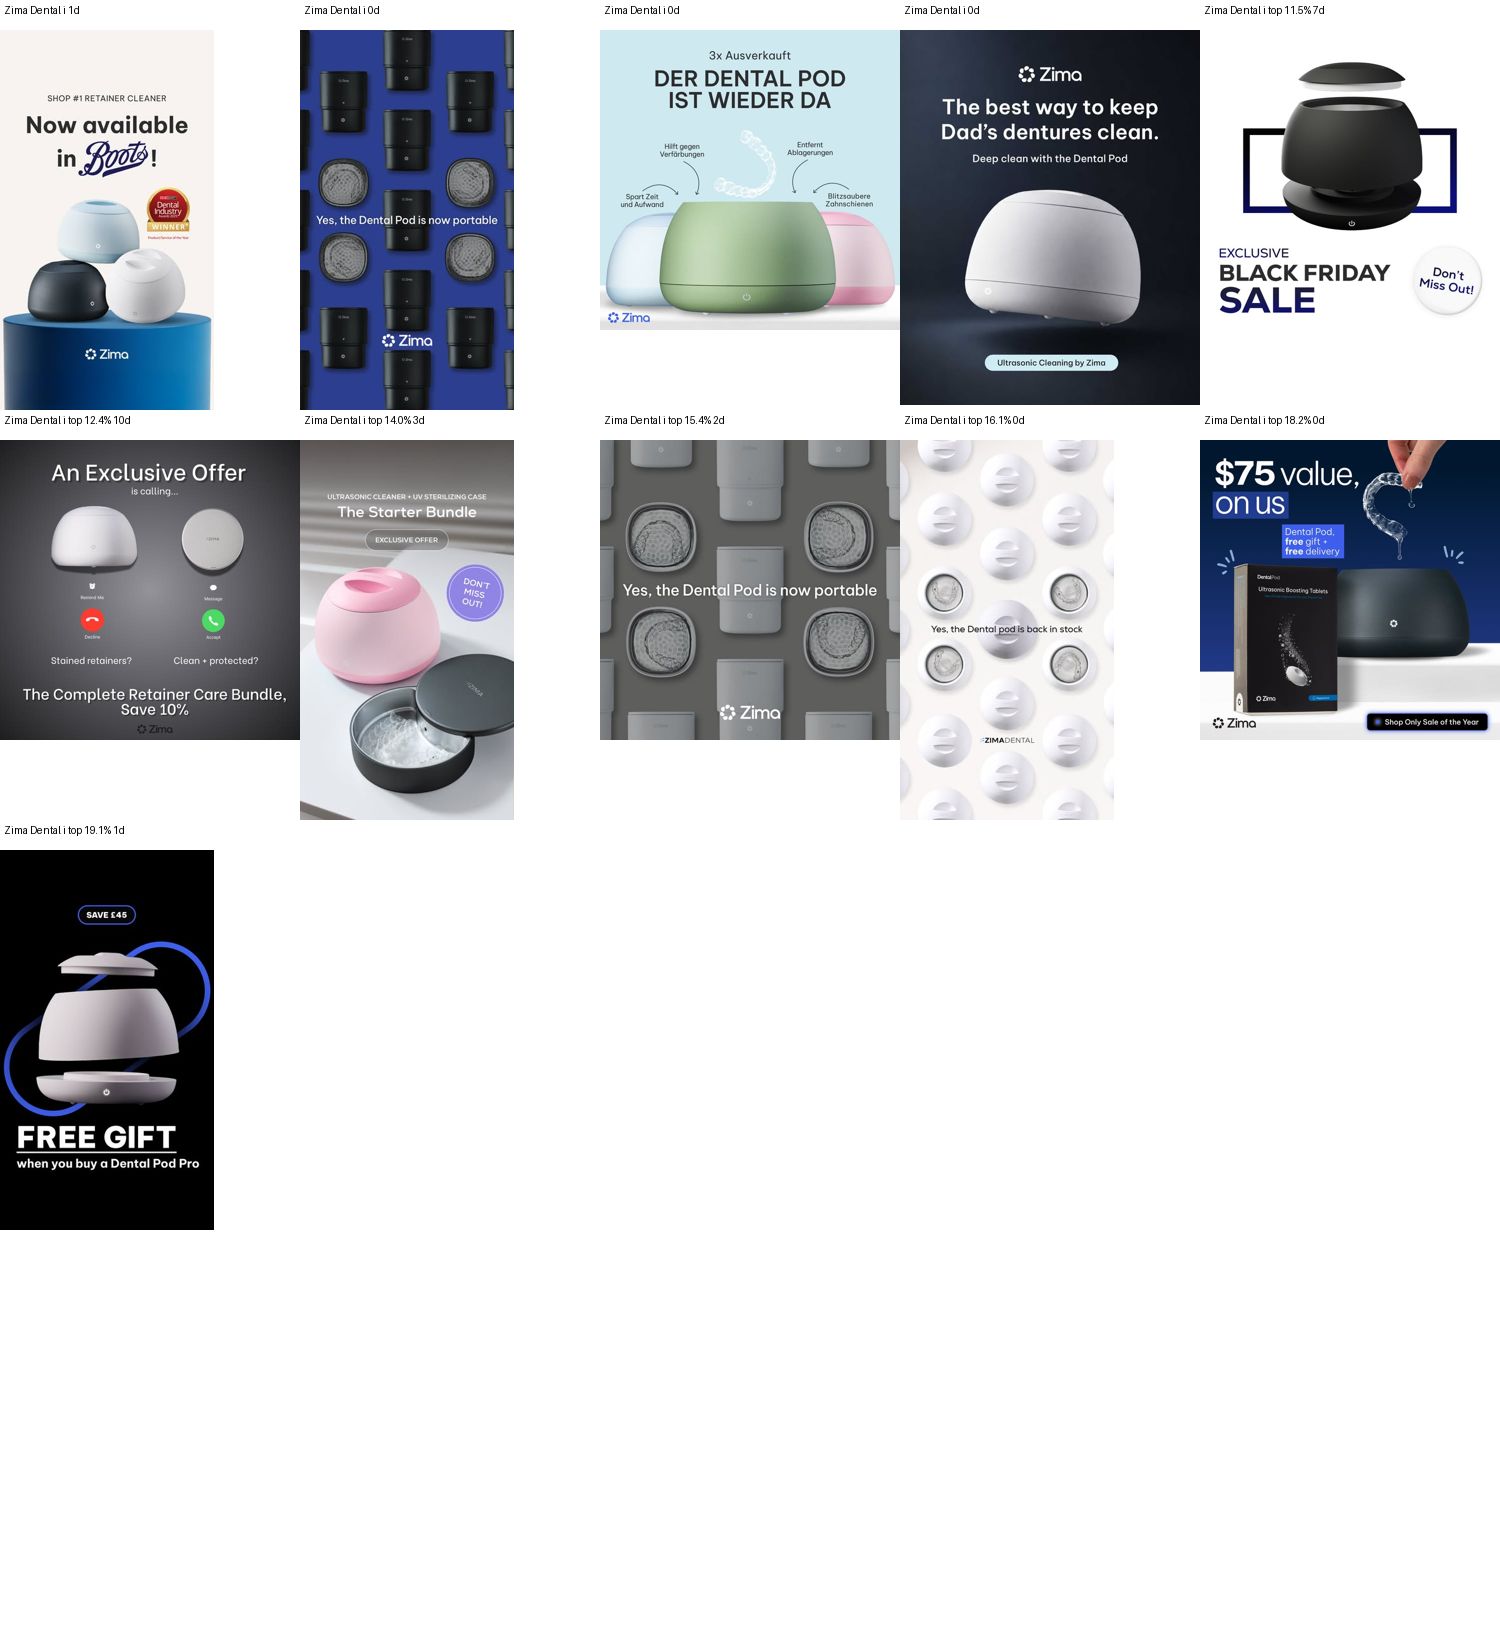 Zima Dental i 1d
SHOP #1 RETAINER CLEANER
Now available
in Boots!
Dental
Industry
WINNER
Zima
Zima Dental i 0d
Yes, the Dental Pod is now portable
Zima
Zima Dental i 0d
3x Ausverkauft
DER DENTAL POD
IST WIEDER DA
Hilft gegen
Verfärbungen
Entfernt
Ablagerungen
Spart Zeit
und Aufwand
Blitzsaubere
Zahnschienen
Zima
Zima Dental i 0d
Zima
The best way to keep
Dad's dentures clean.
Deep clean with the Dental Pod
Ultrasonic Cleaning by Zima
Zima Dental i top 11.5% 7d
EXCLUSIVE
BLACK FRIDAY
SALE
Don't
Miss Out!
Zima Dental i top 12.4% 10d
An Exclusive Offer
is calling...
Remind Me
Message
Decline
Accept
Stained retainers?
Clean + protected?
The Complete Retainer Care Bundle,
Save 10%
Zima
Zima Dental i top 14.0% 3d
ULTRASONIC CLEANER + UV STERILIZING CASE
The Starter Bundle
EXCLUSIVE OFFER
DON'T
MISS
OUT!
Zima Dental i top 15.4% 2d
Yes, the Dental Pod is now portable
Zima
Zima Dental i top 16.1% 0d
Yes, the Dental pod is back in stock
ZIMADENTAL
Zima Dental i top 18.2% 0d
$75 value,
on us
Dental Pod,
free gift +
free delivery
DentalPod
Ultrasonic Boosting Tablets
Zima
Zima
Shop Only Sale of the Year
Zima Dental i top 19.1% 1d
SAVE £45
FREE GIFT
when you buy a Dental Pod Pro